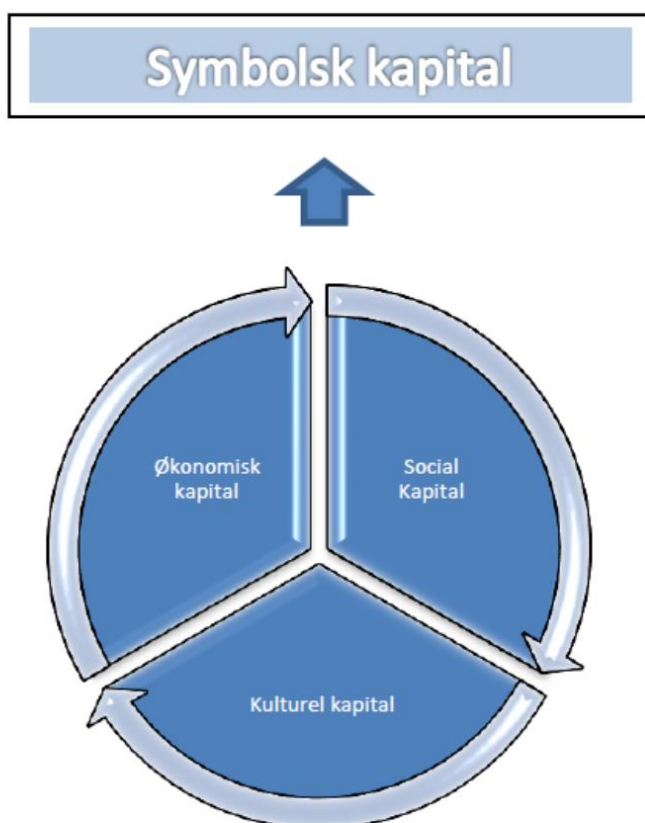 Symbolsk kapital
Økonomisk
kapital
Social
Kapital
Kulturel kapital